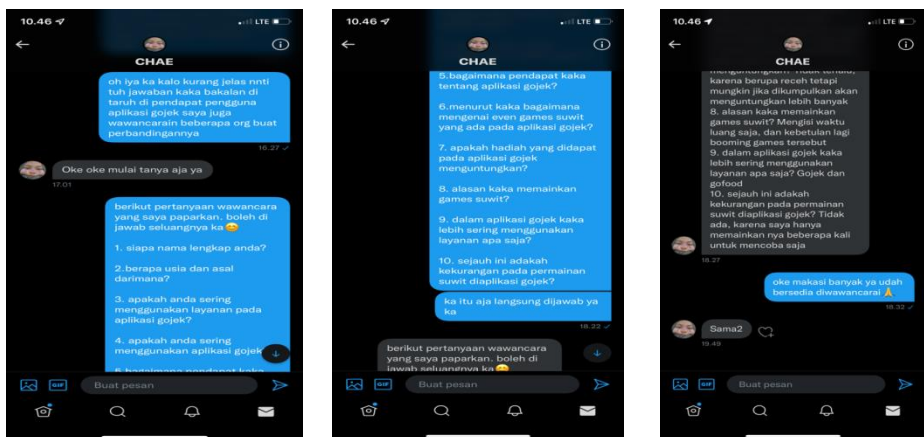 10.46
LTE
CHAE
oh iya ka kalo kurang jelas nnti
tuh jawaban kaka bakalan di
taruh di pendapat pengguna
aplikasi gojek saya juga
wawancarain beberapa org buat
perbandingannya
16.27
Oke oke mulai tanya aja ya
17.01
berikut pertanyaan wawancara
yang saya paparkan. boleh di
jawab seluangnya ka😊
1. siapa nama lengkap anda?
2.berapa usia dan asal
darimana?
3. apakah anda sering
menggunakan layanan pada
aplikasi gojek?
4. apakah anda sering
menggunakan aplikasi gojek
5.bagaimana pendapat kaka
GIF
Buat pesan
10.46
LTE
CHAE
5.bagaimana pendapat kaka
tentang aplikasi gojek?
6.menurut kaka bagaimana
mengenai even games suwit
yang ada pada aplikasi gojek?
7. apakah hadiah yang didapat
pada aplikasi gojek
menguntungkan?
8. alasan kaka memainkan
games suwit?
9. dalam aplikasi gojek kaka
lebih sering menggunakan
layanan apa saja?
10. sejauh ini adakah
kekurangan pada permainan
suwit diaplikasi gojek?
ka itu aja langsung dijawab ya
ka
18.22
berikut pertanyaan wawancara
yang saya paparkan. boleh di
jawab seluangnya ka😊
GIF
Buat pesan
10.46
LTE
CHAE
menguntungkan? Tidak terlalu,
karena berupa receh tetapi
mungkin jika dikumpulkan akan
menguntungkan lebih banyak
8. alasan kaka memainkan
games suwit? Mengisi waktu
luang saja, dan kebetulan lagi
booming games tersebut
9. dalam aplikasi gojek kaka
lebih sering menggunakan
layanan apa saja? Gojek dan
gofood
10. sejauh ini adakah
kekurangan pada permainan
suwit diaplikasi gojek? Tidak
ada, karena saya hanya
memainkan nya beberapa kali
untuk mencoba saja
18.27
oke makasi banyak ya udah
bersedia diwawancarai 🙏
18.32
Sama2
19.49
GIF
Buat pesan